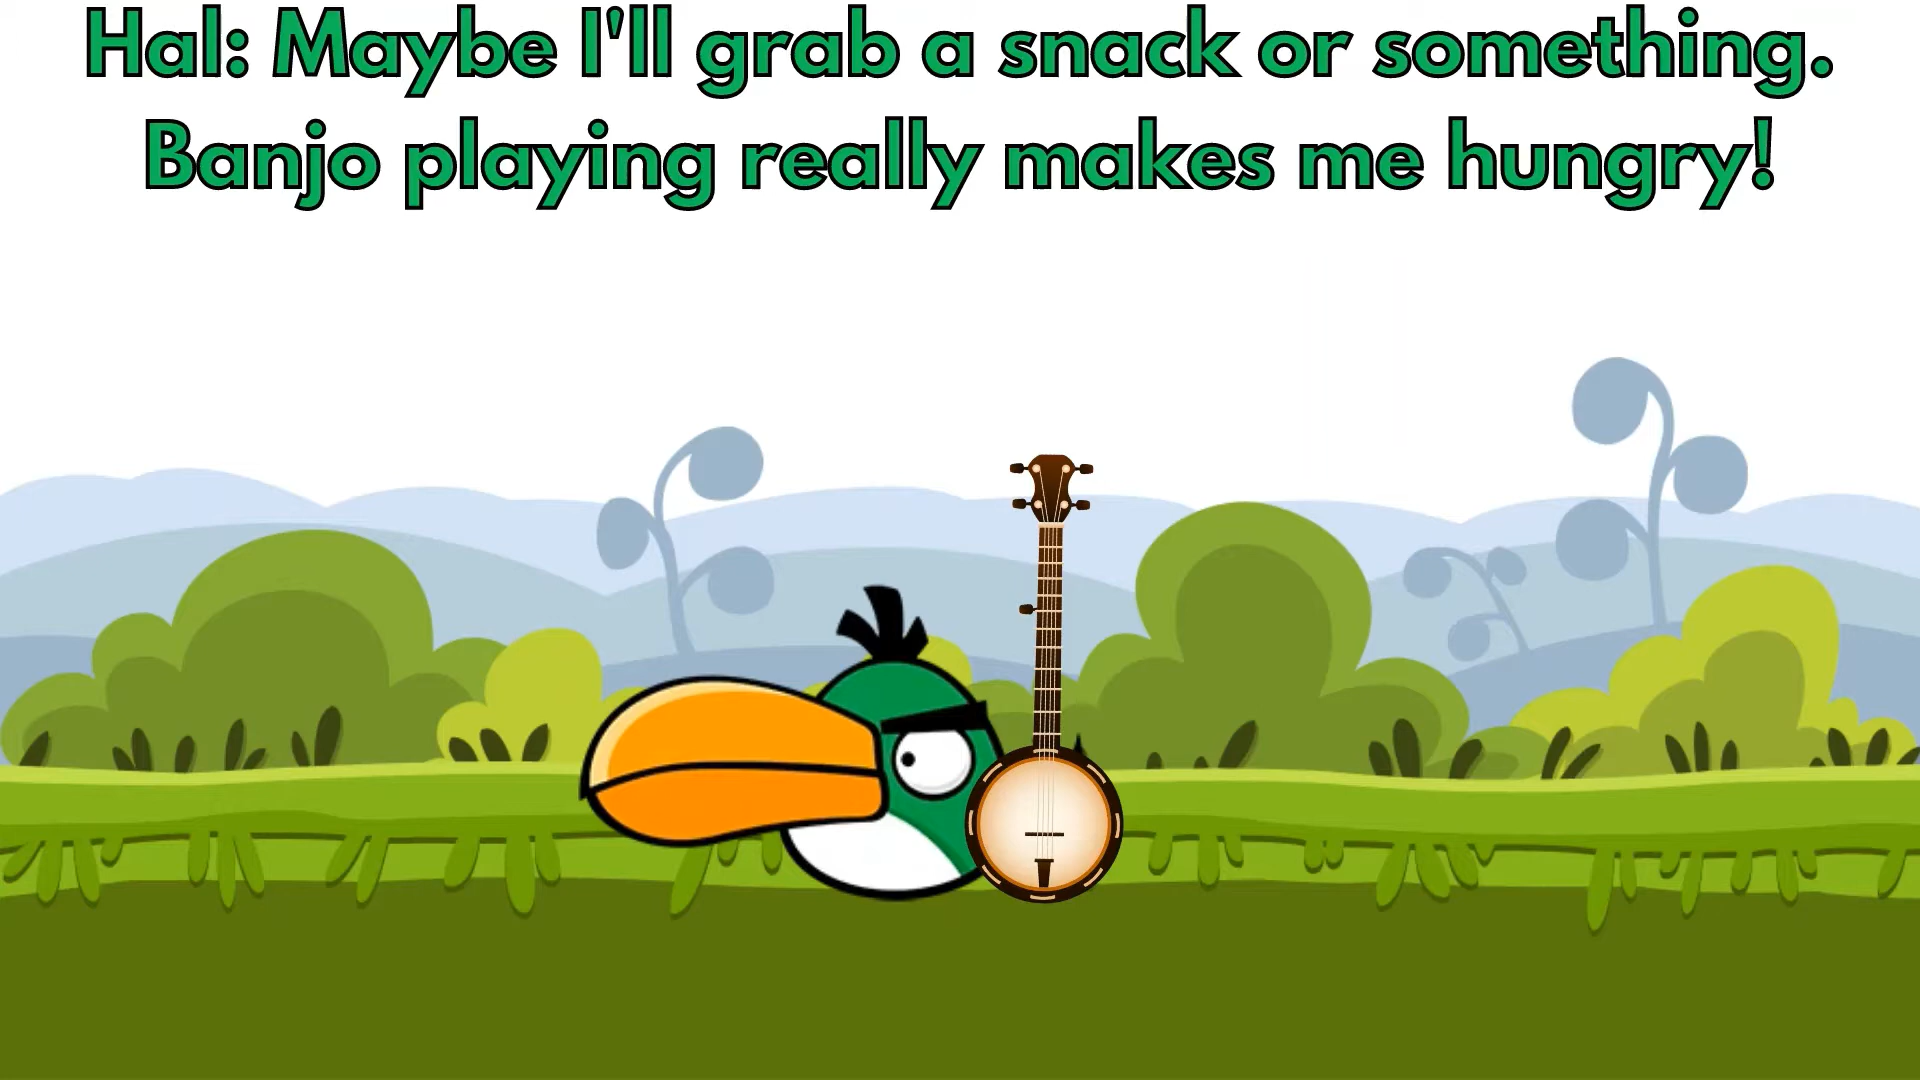 Hal: Maybe I'll grab a snack or something.
Banjo playing really makes me hungry!